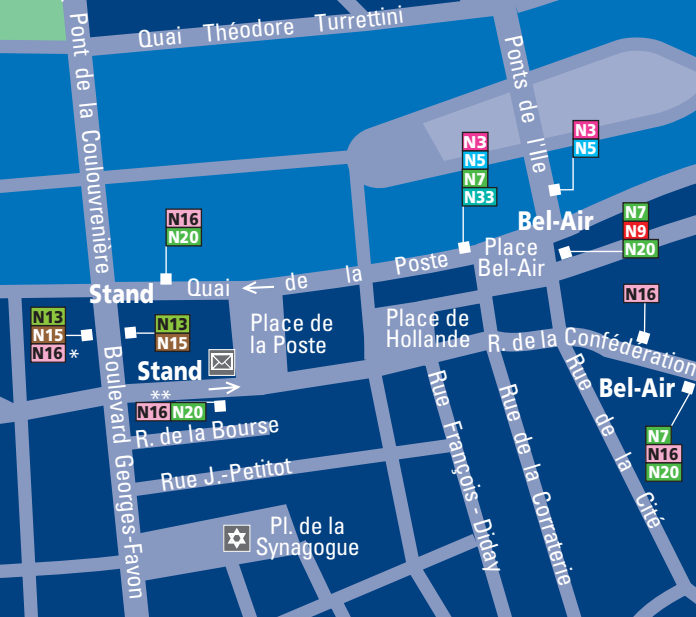 Quai Théodore Turrettini
Pont de la Coulouvrenière
Ponts de l'Ile
N3
N5
N7
N33
N3
N5
N16
N20
Bel-Air
N7
N9
N20
Place
Bel-Air
Stand
Quai ← de la Poste
N16
N13
N15
N16 *
N13
N15
Place de
la Poste
Place de
Hollande
R. de la Confédération
Stand
**
N16 N20
Bel-Air
R. de la Bourse
Boulevard Georges-Favon
Rue J.-Petitot
Rue François-Diday
Rue de la Corraterie
Rue de la Cité
N7
N16
N20
Pl. de la
Synagogue